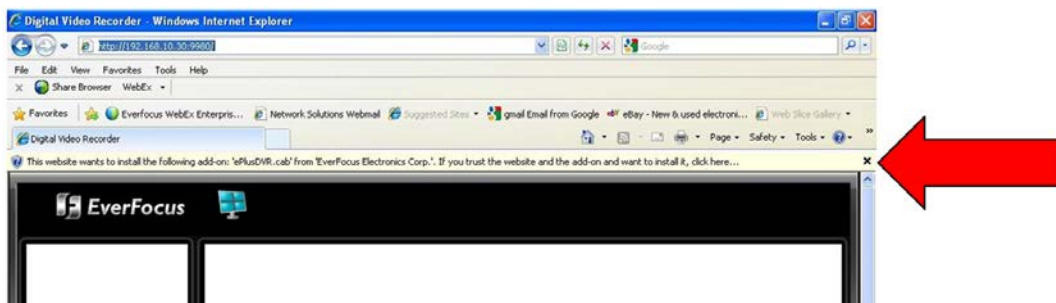 Digital Video Recorder - Windows Internet Explorer
http://192.168.10.30:9980/
Google
File Edit View Favorites Tools Help
x Share Browser WebEx
Favorites Everfocus WebEx Enterpris... Network Solutions Webmail Suggested Sites gmail Email from Google eBay - New & used electroni... Web Slice Gallery
Digital Video Recorder Page Safety Tools
This website wants to install the following add-on: 'ePlusDVR.cab' from 'EverFocus Electronics Corp.'. If you trust the website and the add-on and want to install it, click here...
EverFocus